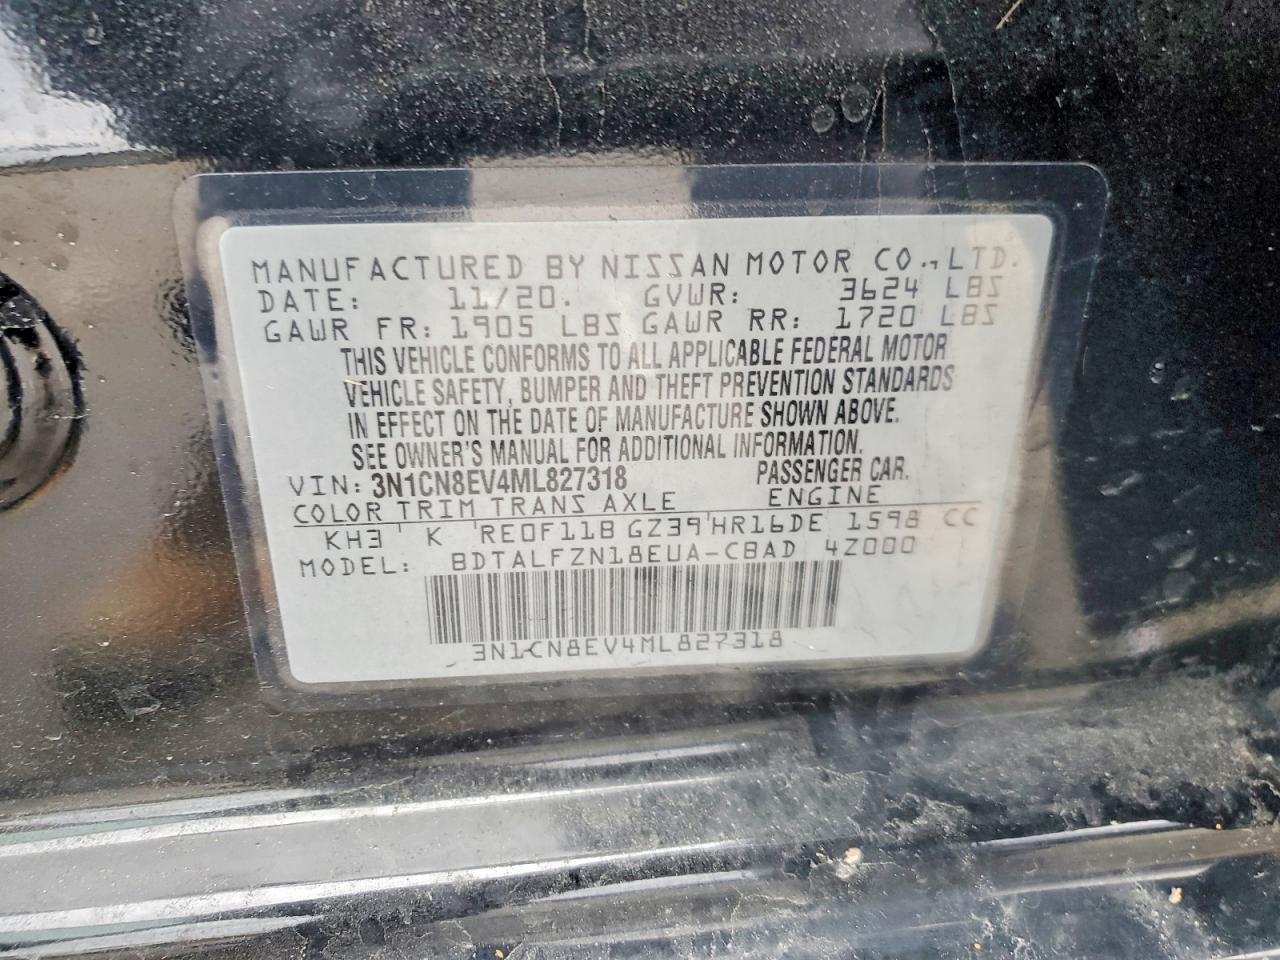 MANUFACTURED BY NISSAN MOTOR CO., LTD.
DATE: 11/20. GVWR: 3624 LBS
GAWR FR: 1905 LBS GAWR RR: 1720 LBS
THIS VEHICLE CONFORMS TO ALL APPLICABLE FEDERAL MOTOR
VEHICLE SAFETY, BUMPER AND THEFT PREVENTION STANDARDS
IN EFFECT ON THE DATE OF MANUFACTURE SHOWN ABOVE.
SEE OWNER'S MANUAL FOR ADDITIONAL INFORMATION.
VIN: 3N1CN8EV4ML827318 PASSENGER CAR.
COLOR TRIM TRANS AXLE ENGINE
KH3 K RE0F11B GZ39 HR16DE 1598 CC
MODEL: BDTALFZN18EUA-CBAD 4Z000
3N1CN8EV4ML827318